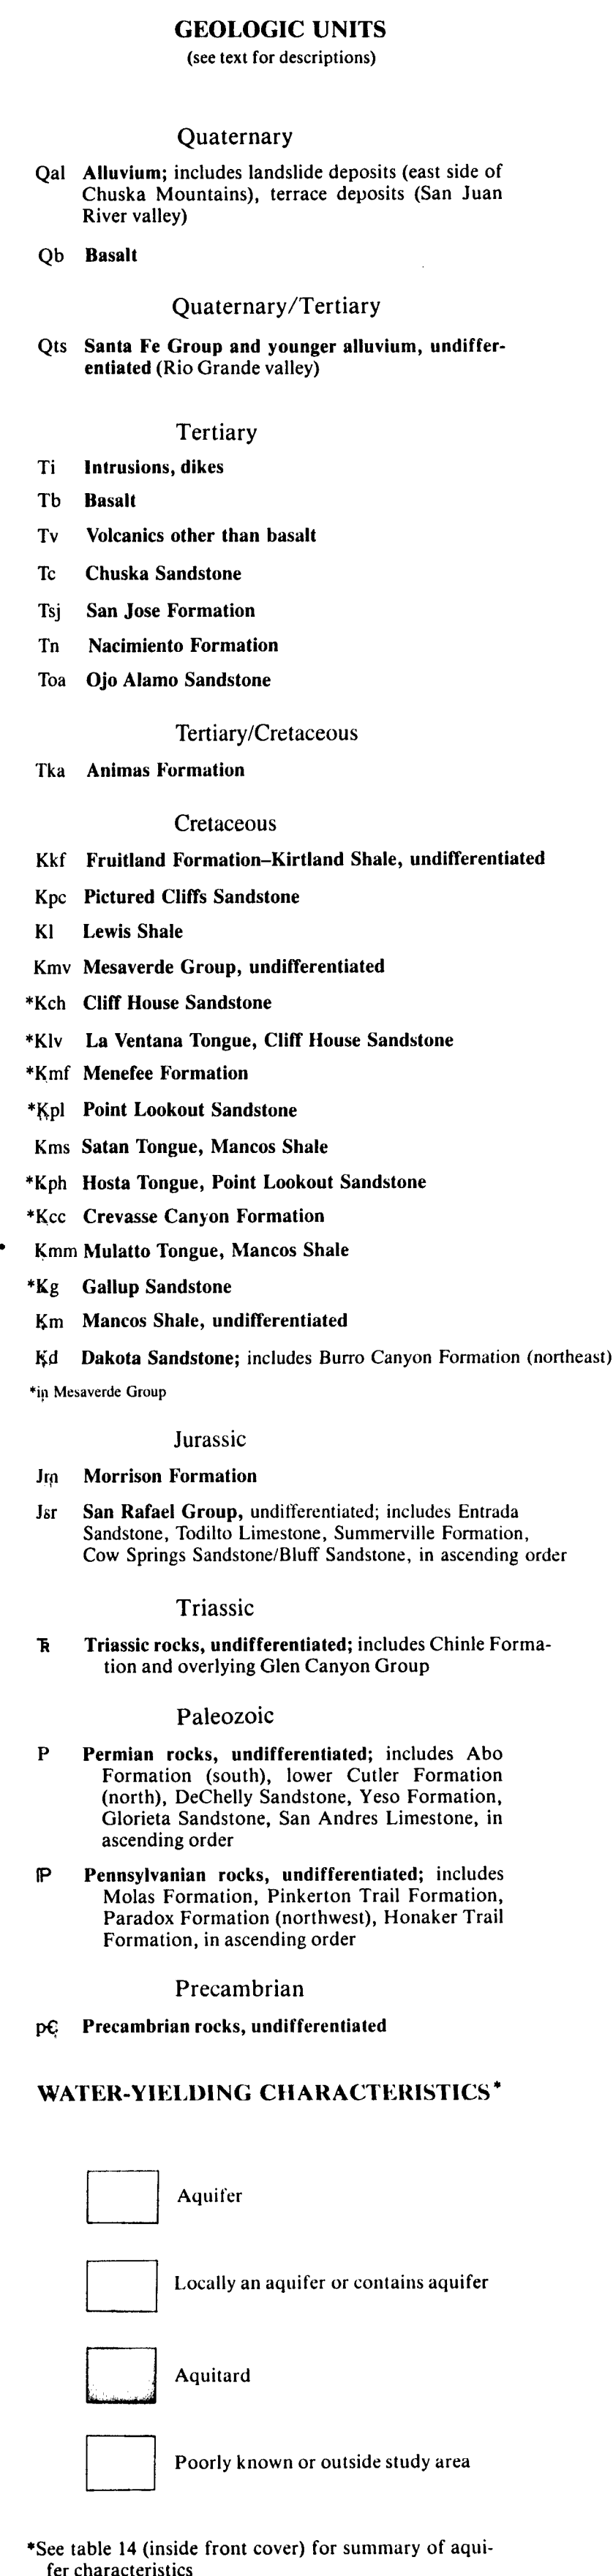 GEOLOGIC UNITS
(see text for descriptions)
Quaternary
Qal Alluvium; includes landslide deposits (east side of
Chuska Mountains), terrace deposits (San Juan
River valley)
Qb Basalt
Quaternary/Tertiary
Qts Santa Fe Group and younger alluvium, undiffer-
entiated (Rio Grande valley)
Tertiary
Ti Intrusions, dikes
Tb Basalt
Tv Volcanics other than basalt
Tc Chuska Sandstone
Tsj San Jose Formation
Tn Nacimiento Formation
Toa Ojo Alamo Sandstone
Tertiary/Cretaceous
Tka Animas Formation
Cretaceous
Kkf Fruitland Formation–Kirtland Shale, undifferentiated
Kpc Pictured Cliffs Sandstone
Kl Lewis Shale
Kmv Mesaverde Group, undifferentiated
*Kch Cliff House Sandstone
*Klv La Ventana Tongue, Cliff House Sandstone
*Kmf Menefee Formation
*Kpl Point Lookout Sandstone
Kms Satan Tongue, Mancos Shale
*Kph Hosta Tongue, Point Lookout Sandstone
*Kcc Crevasse Canyon Formation
Kmm Mulatto Tongue, Mancos Shale
*Kg Gallup Sandstone
Km Mancos Shale, undifferentiated
Kd Dakota Sandstone; includes Burro Canyon Formation (northeast)
*in Mesaverde Group
Jurassic
Jm Morrison Formation
Jsr San Rafael Group, undifferentiated; includes Entrada
Sandstone, Todilto Limestone, Summerville Formation,
Cow Springs Sandstone/Bluff Sandstone, in ascending order
Triassic
Ŧ Triassic rocks, undifferentiated; includes Chinle Forma-
tion and overlying Glen Canyon Group
Paleozoic
P Permian rocks, undifferentiated; includes Abo
Formation (south), lower Cutler Formation
(north), DeChelly Sandstone, Yeso Formation,
Glorieta Sandstone, San Andres Limestone, in
ascending order
ℙ Pennsylvanian rocks, undifferentiated; includes
Molas Formation, Pinkerton Trail Formation,
Paradox Formation (northwest), Honaker Trail
Formation, in ascending order
Precambrian
p€ Precambrian rocks, undifferentiated
WATER-YIELDING CHARACTERISTICS*
Aquifer
Locally an aquifer or contains aquifer
Aquitard
Poorly known or outside study area
*See table 14 (inside front cover) for summary of aqui-
fer characteristics